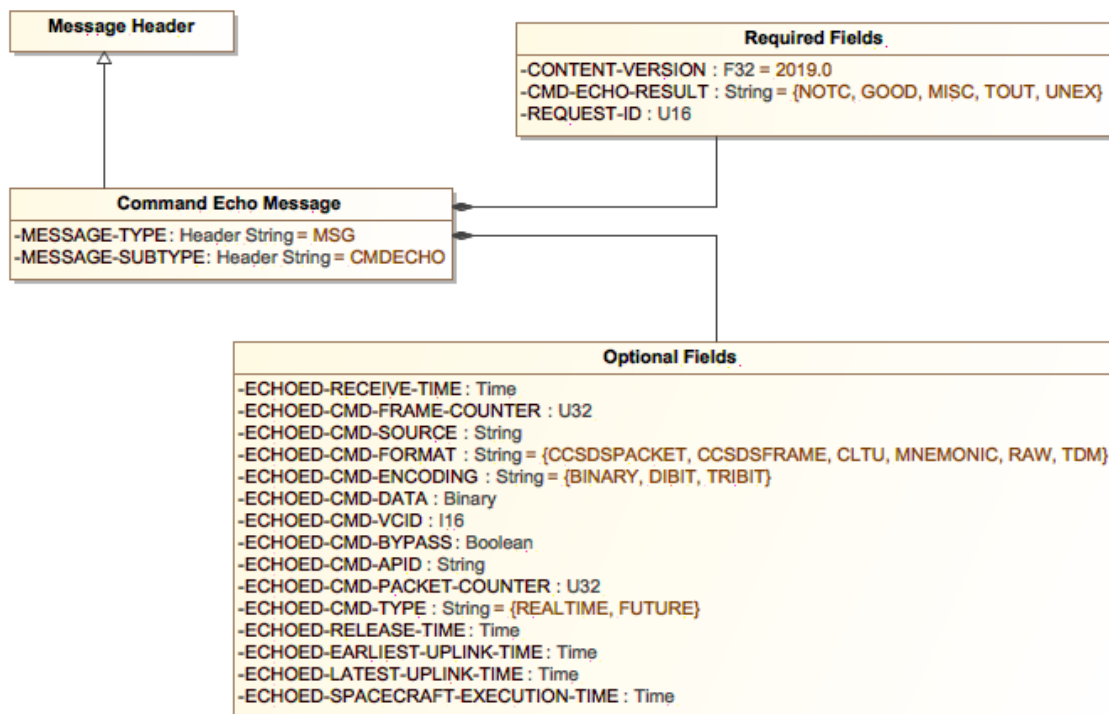 Message Header
Required Fields
-CONTENT-VERSION : F32 = 2019.0
-CMD-ECHO-RESULT : String = {NOTC, GOOD, MISC, TOUT, UNEX}
-REQUEST-ID : U16
Command Echo Message
-MESSAGE-TYPE : Header String = MSG
-MESSAGE-SUBTYPE : Header String = CMDECHO
Optional Fields
-ECHOED-RECEIVE-TIME : Time
-ECHOED-CMD-FRAME-COUNTER : U32
-ECHOED-CMD-SOURCE : String
-ECHOED-CMD-FORMAT : String = {CCSDSPACKET, CCSDSFRAME, CLTU, MNEMONIC, RAW, TDM}
-ECHOED-CMD-ENCODING : String = {BINARY, DIBIT, TRIBIT}
-ECHOED-CMD-DATA : Binary
-ECHOED-CMD-VCID : I16
-ECHOED-CMD-BYPASS : Boolean
-ECHOED-CMD-APID : String
-ECHOED-CMD-PACKET-COUNTER : U32
-ECHOED-CMD-TYPE : String = {REALTIME, FUTURE}
-ECHOED-RELEASE-TIME : Time
-ECHOED-EARLIEST-UPLINK-TIME : Time
-ECHOED-LATEST-UPLINK-TIME : Time
-ECHOED-SPACECRAFT-EXECUTION-TIME : Time